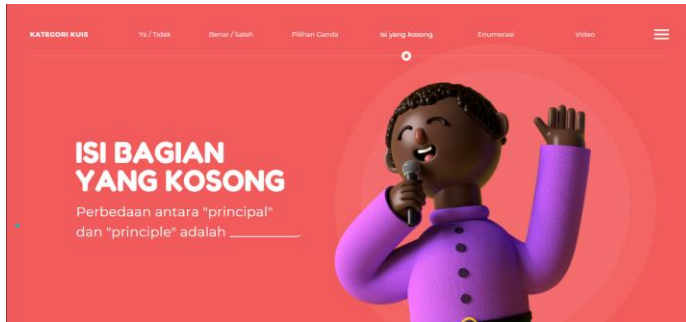 KATEGORI KUIS Ya / Tidak Benar / Salah Pilihan Ganda Isi yang kosong Enumerasi Video
ISI BAGIAN
YANG KOSONG
Perbedaan antara "principal"
dan "principle" adalah __________.